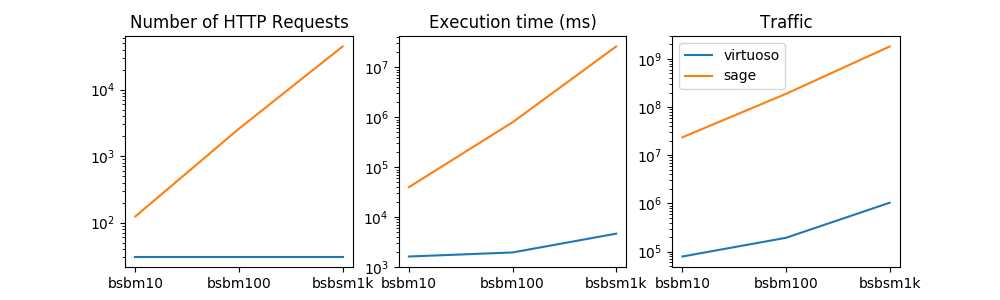 Number of HTTP Requests
10^4
10^3
10^2
bsbm10 bsbm100 bsbsm1k
Execution time (ms)
10^7
10^6
10^5
10^4
10^3
bsbm10 bsbm100 bsbsm1k
Traffic
virtuoso
sage
10^9
10^8
10^7
10^6
10^5
bsbm10 bsbm100 bsbsm1k